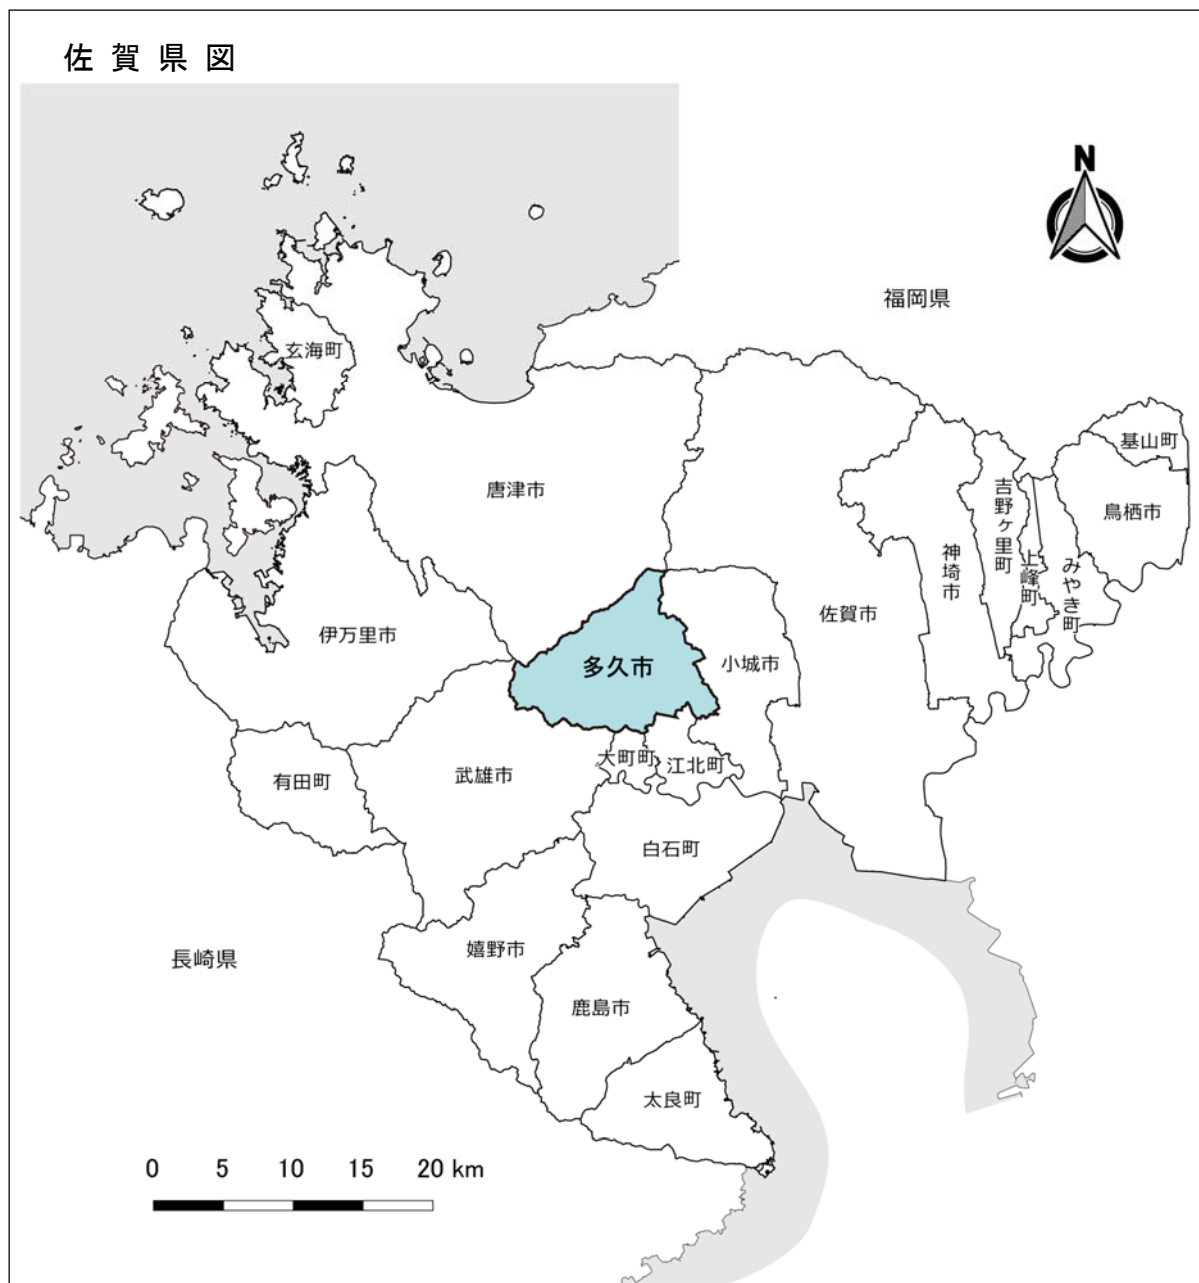 佐賀県図
N
福岡県
玄海町
基山町
唐津市
吉野ヶ里町
鳥栖市
神埼市
上峰町
みやき町
佐賀市
伊万里市
多久市
小城市
大町町
江北町
有田町
武雄市
白石町
嬉野市
長崎県
鹿島市
太良町
0 5 10 15 20 km